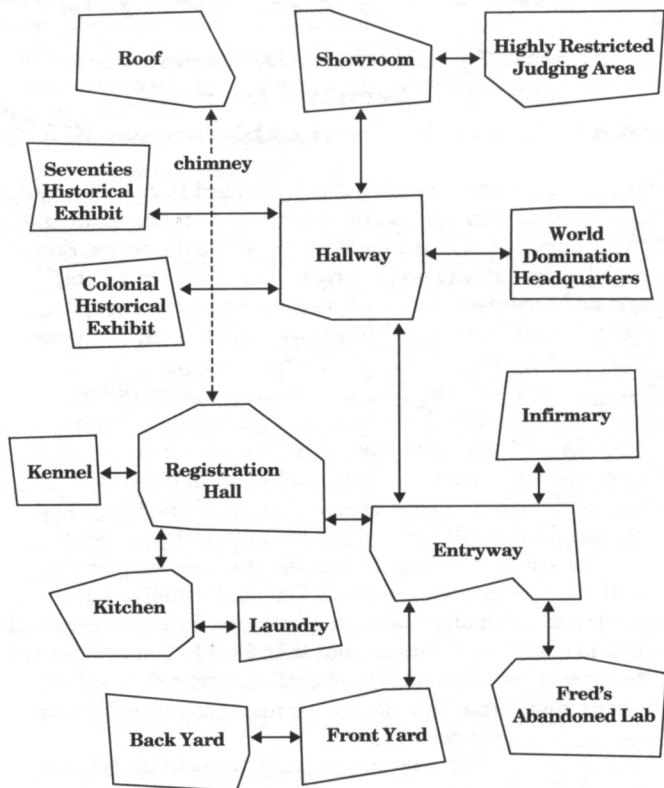 Roof
Showroom
Highly Restricted
Judging Area
chimney
Seventies
Historical
Exhibit
Hallway
World
Domination
Headquarters
Colonial
Historical
Exhibit
Infirmary
Kennel
Registration
Hall
Entryway
Kitchen
Laundry
Fred's
Abandoned Lab
Back Yard
Front Yard